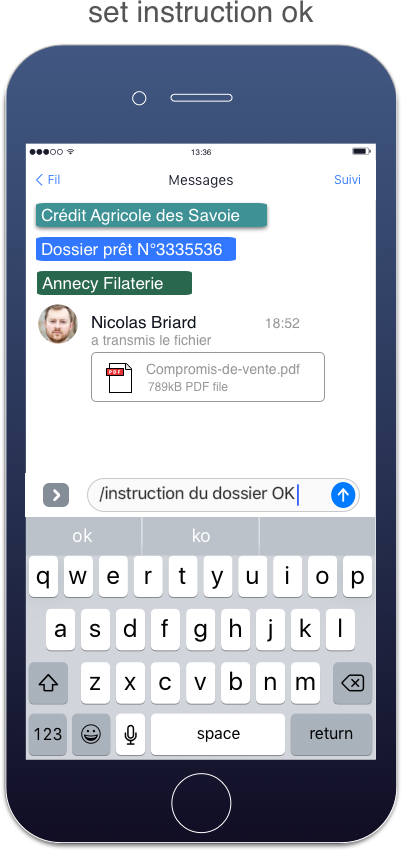 set instruction ok
13:36
Fil
Messages
Suivi
Crédit Agricole des Savoie
Dossier prêt N°3335536
Annecy Filaterie
Nicolas Briard
18:52
a transmis le fichier
PDF
Compromis-de-vente.pdf
789kB PDF file
/instruction du dossier OK
ok
ko
q w e r t y u i o p
a s d f g h j k l
z x c v b n m
123
space
return